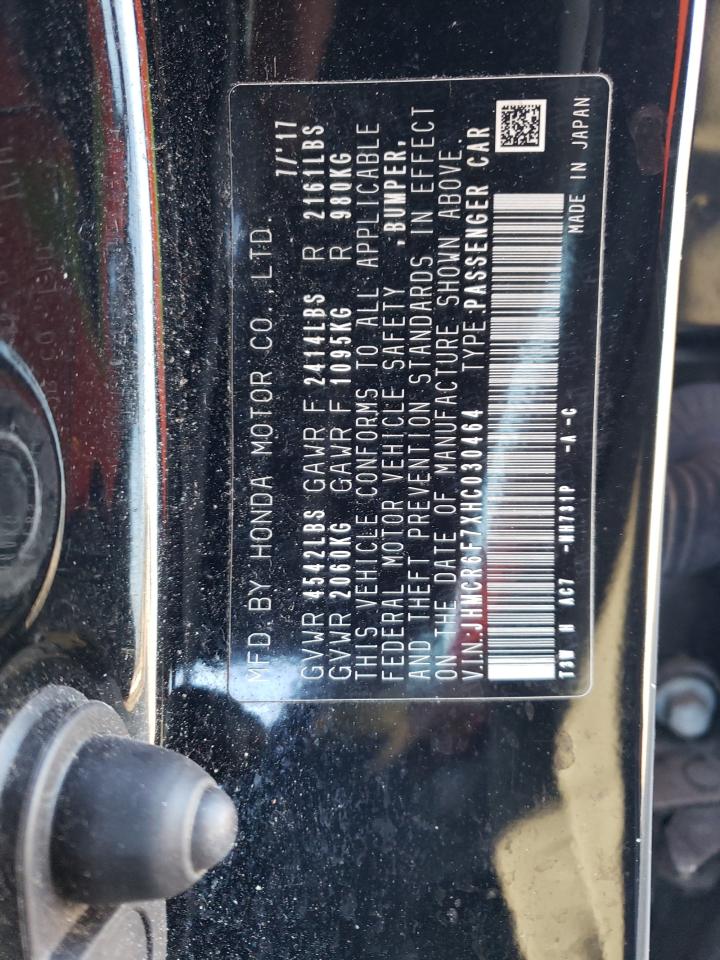 MFD. BY HONDA MOTOR CO., LTD. 7/'17
GVWR 4542LBS GAWR F 2414LBS R 2161LBS
GVWR 2060KG GAWR F 1095KG R 980KG
THIS VEHICLE CONFORMS TO ALL APPLICABLE
FEDERAL MOTOR VEHICLE SAFETY ,BUMPER,
AND THEFT PREVENTION STANDARDS IN EFFECT
ON THE DATE OF MANUFACTURE SHOWN ABOVE.
V.I.N:JHMCR6F7XHC030464 TYPE:PASSENGER CAR
T3W H AC7 -NH731P -A -C
MADE IN JAPAN